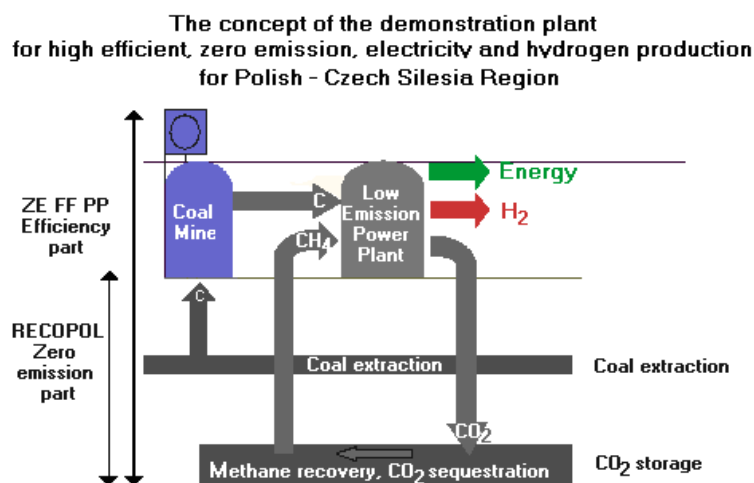 The concept of the demonstration plant
for high efficient, zero emission, electricity and hydrogen production
for Polish - Czech Silesia Region
ZE FF PP
Efficiency
part
RECOPOL
Zero
emission
part
Coal
Mine
C
CH4
Low
Emission
Power
Plant
Energy
H2
C
Coal extraction
Coal extraction
CO2
Methane recovery, CO2 sequestration
CO2 storage